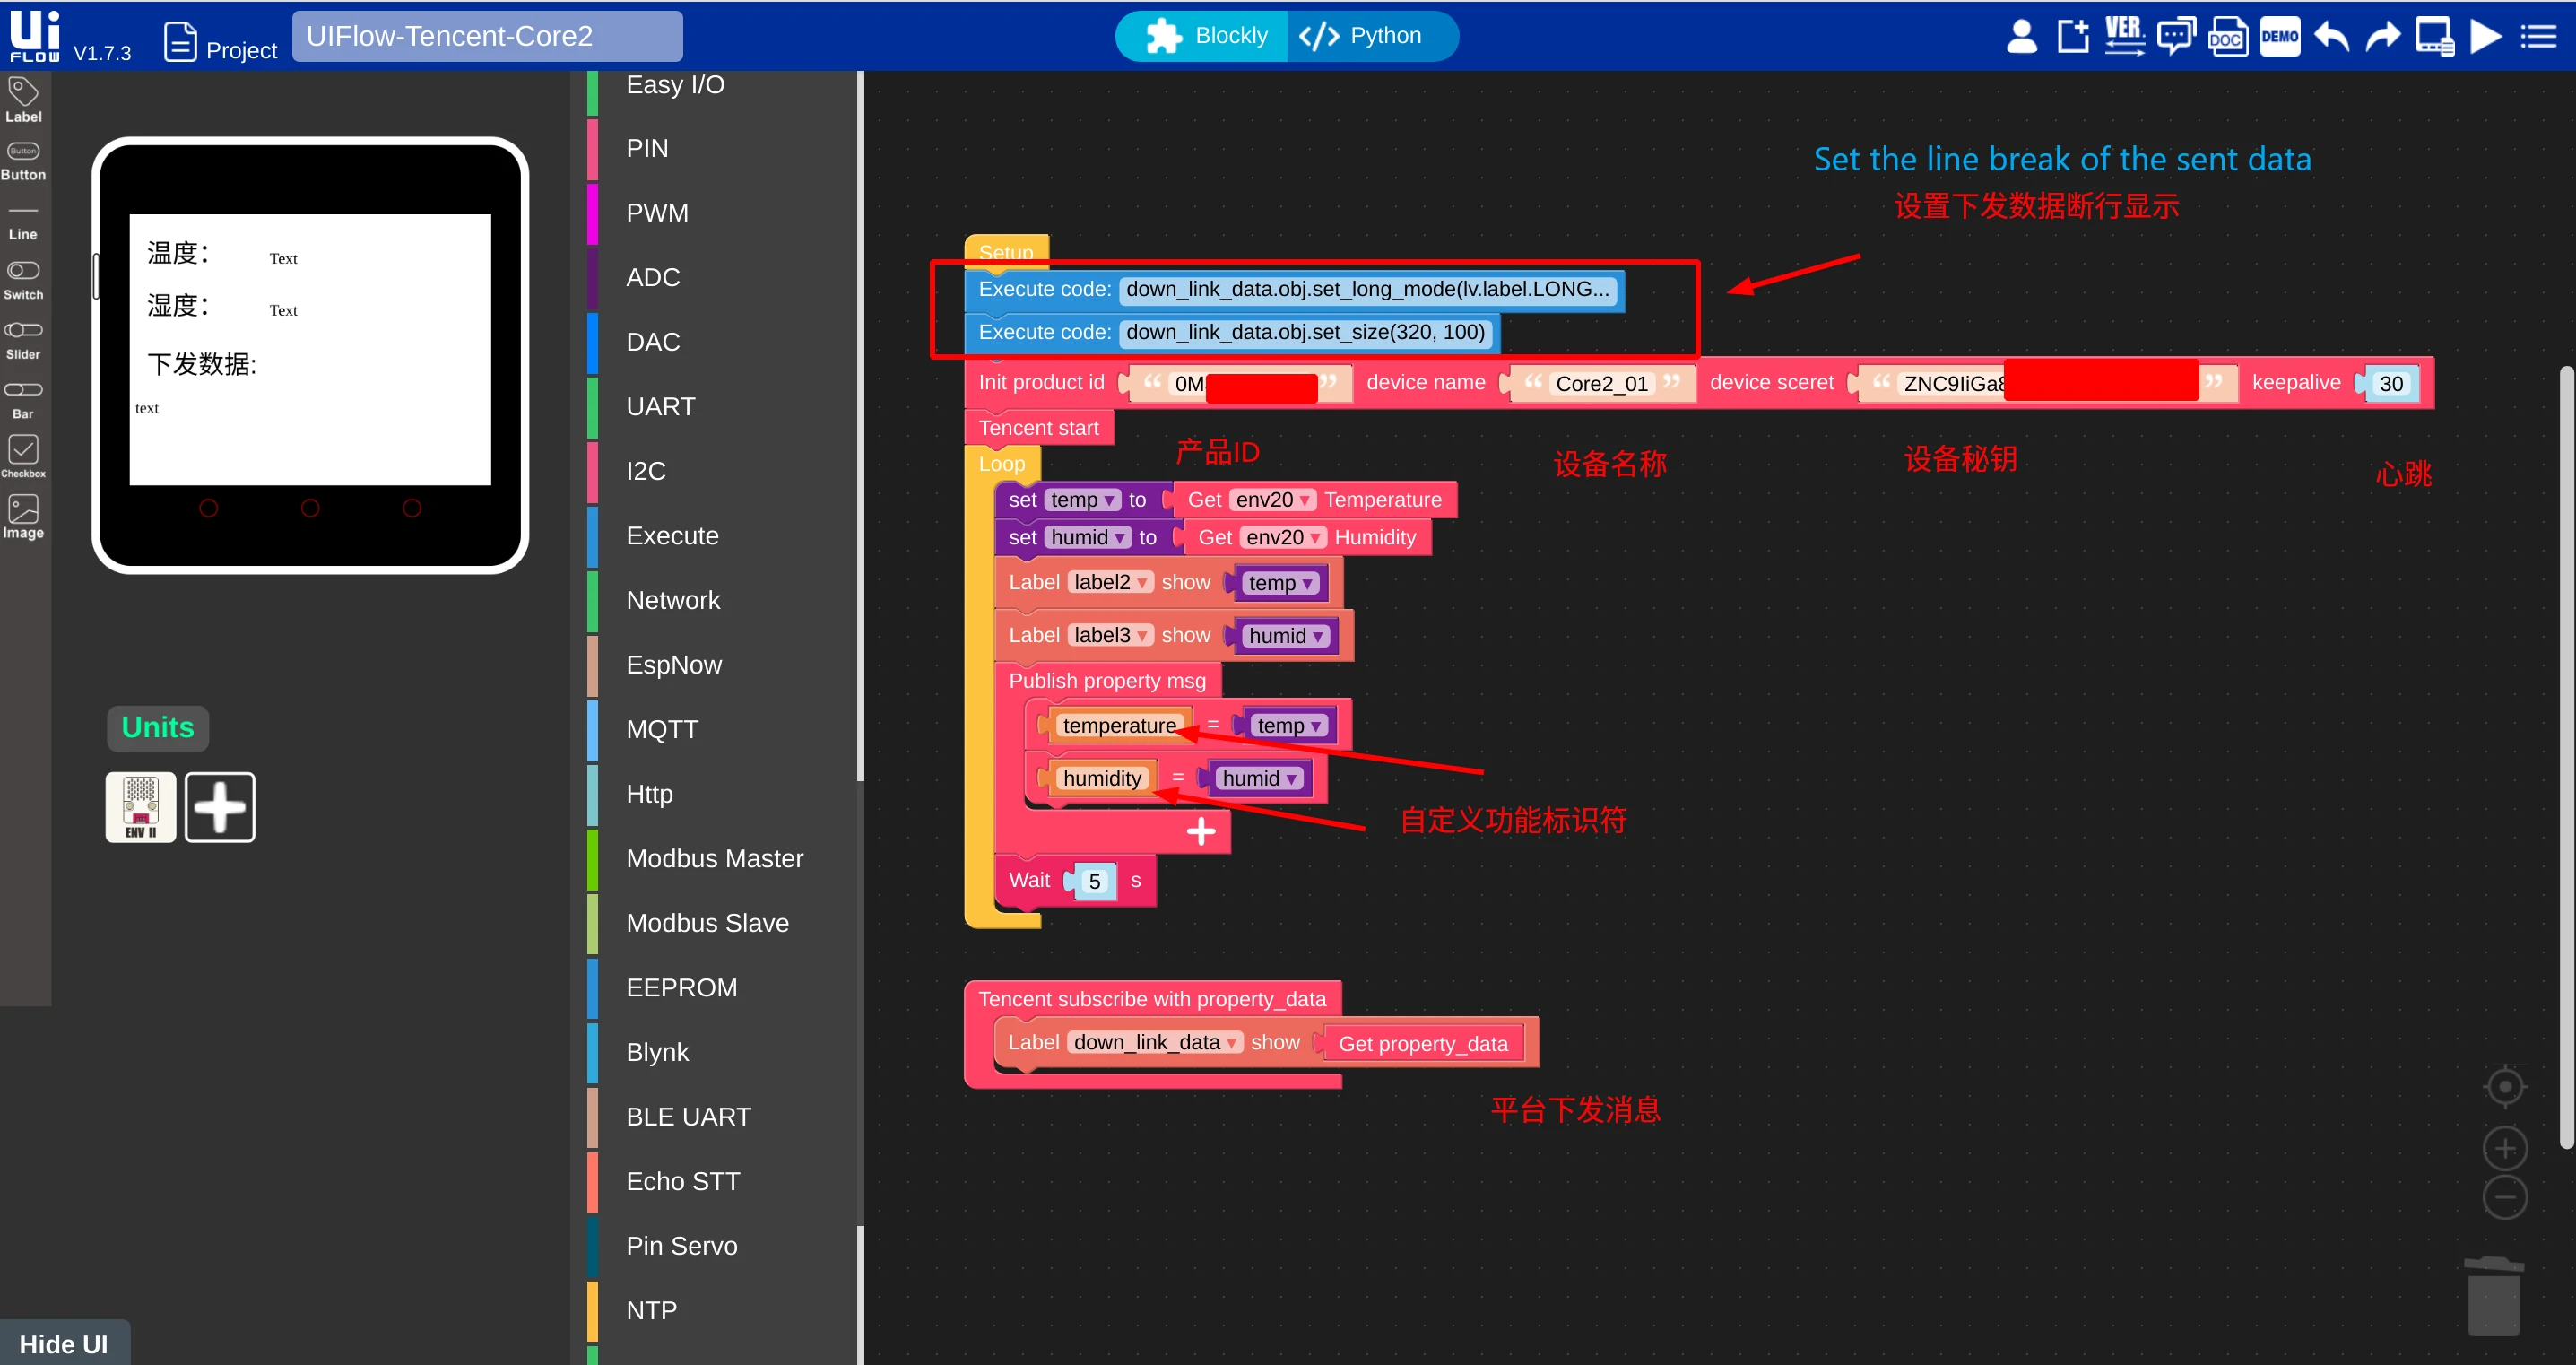 Ui FLOW V1.7.3 Project UIFlow-Tencent-Core2 Blockly </> Python VER. DOC DEMO
Label
Button
Button
Line
Switch
Slider
Bar
Checkbox
Image
温度： Text
湿度： Text
下发数据:
text
Units
ENV II
Hide UI
Easy I/O
PIN
PWM
ADC
DAC
UART
I2C
Execute
Network
EspNow
MQTT
Http
Modbus Master
Modbus Slave
EEPROM
Blynk
BLE UART
Echo STT
Pin Servo
NTP
Set the line break of the sent data
设置下发数据断行显示
Setup
Execute code: down_link_data.obj.set_long_mode(lv.label.LONG...
Execute code: down_link_data.obj.set_size(320, 100)
Init product id “ 0M ” device name “ Core2_01 ” device sceret “ ZNC9IiGa ” keepalive 30
Tencent start
产品ID 设备名称 设备秘钥 心跳
Loop
set temp to Get env20 Temperature
set humid to Get env20 Humidity
Label label2 show temp
Label label3 show humid
Publish property msg
temperature = temp
humidity = humid
自定义功能标识符
Wait 5 s
Tencent subscribe with property_data
Label down_link_data show Get property_data
平台下发消息